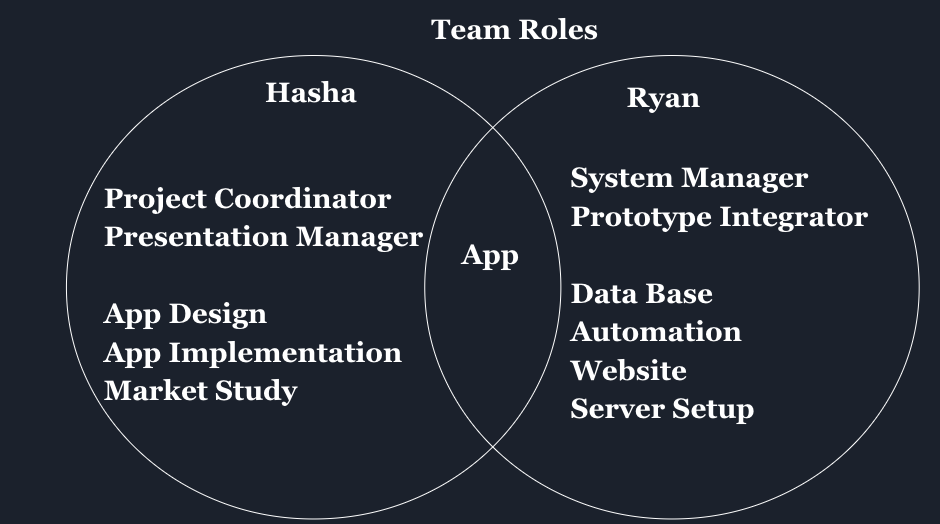 Team Roles
Hasha
Project Coordinator
Presentation Manager
App Design
App Implementation
Market Study
App
Ryan
System Manager
Prototype Integrator
Data Base
Automation
Website
Server Setup